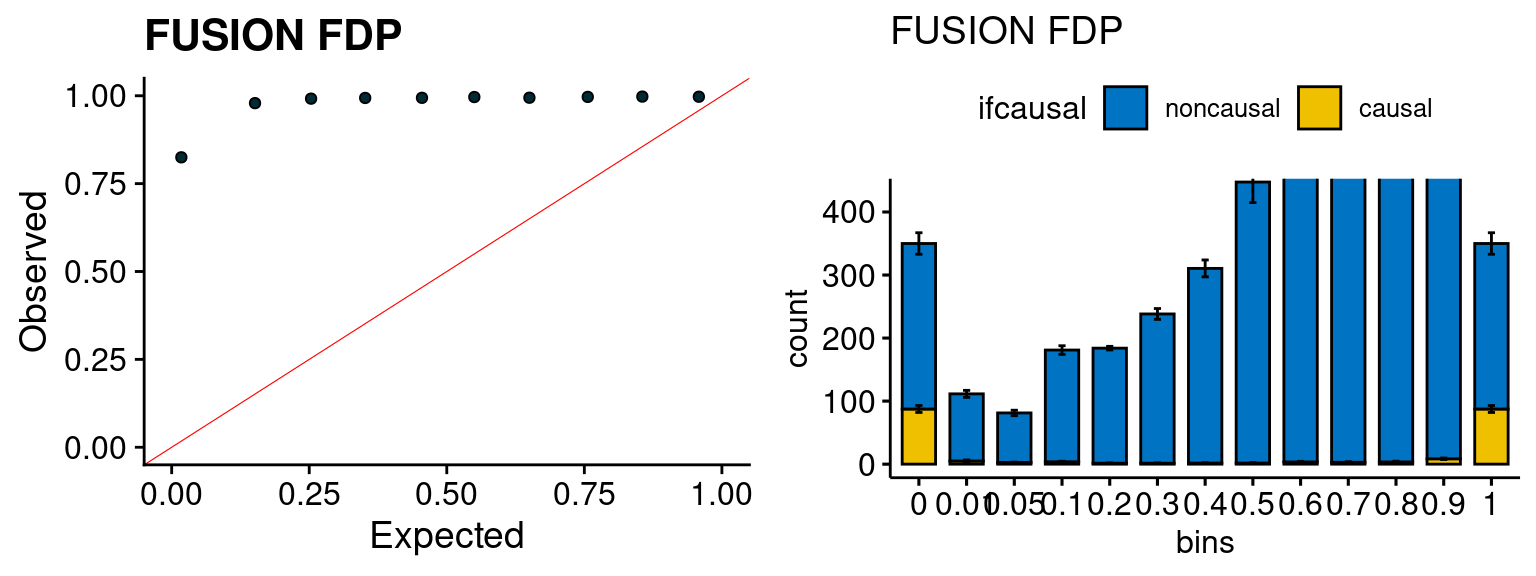 FUSION FDP
Observed
1.00
0.75
0.50
0.25
0.00
0.00 0.25 0.50 0.75 1.00
Expected
FUSION FDP
ifcausal noncausal causal
count
400
300
200
100
0
0 0.01 0.05 0.1 0.2 0.3 0.4 0.5 0.6 0.7 0.8 0.9 1
bins